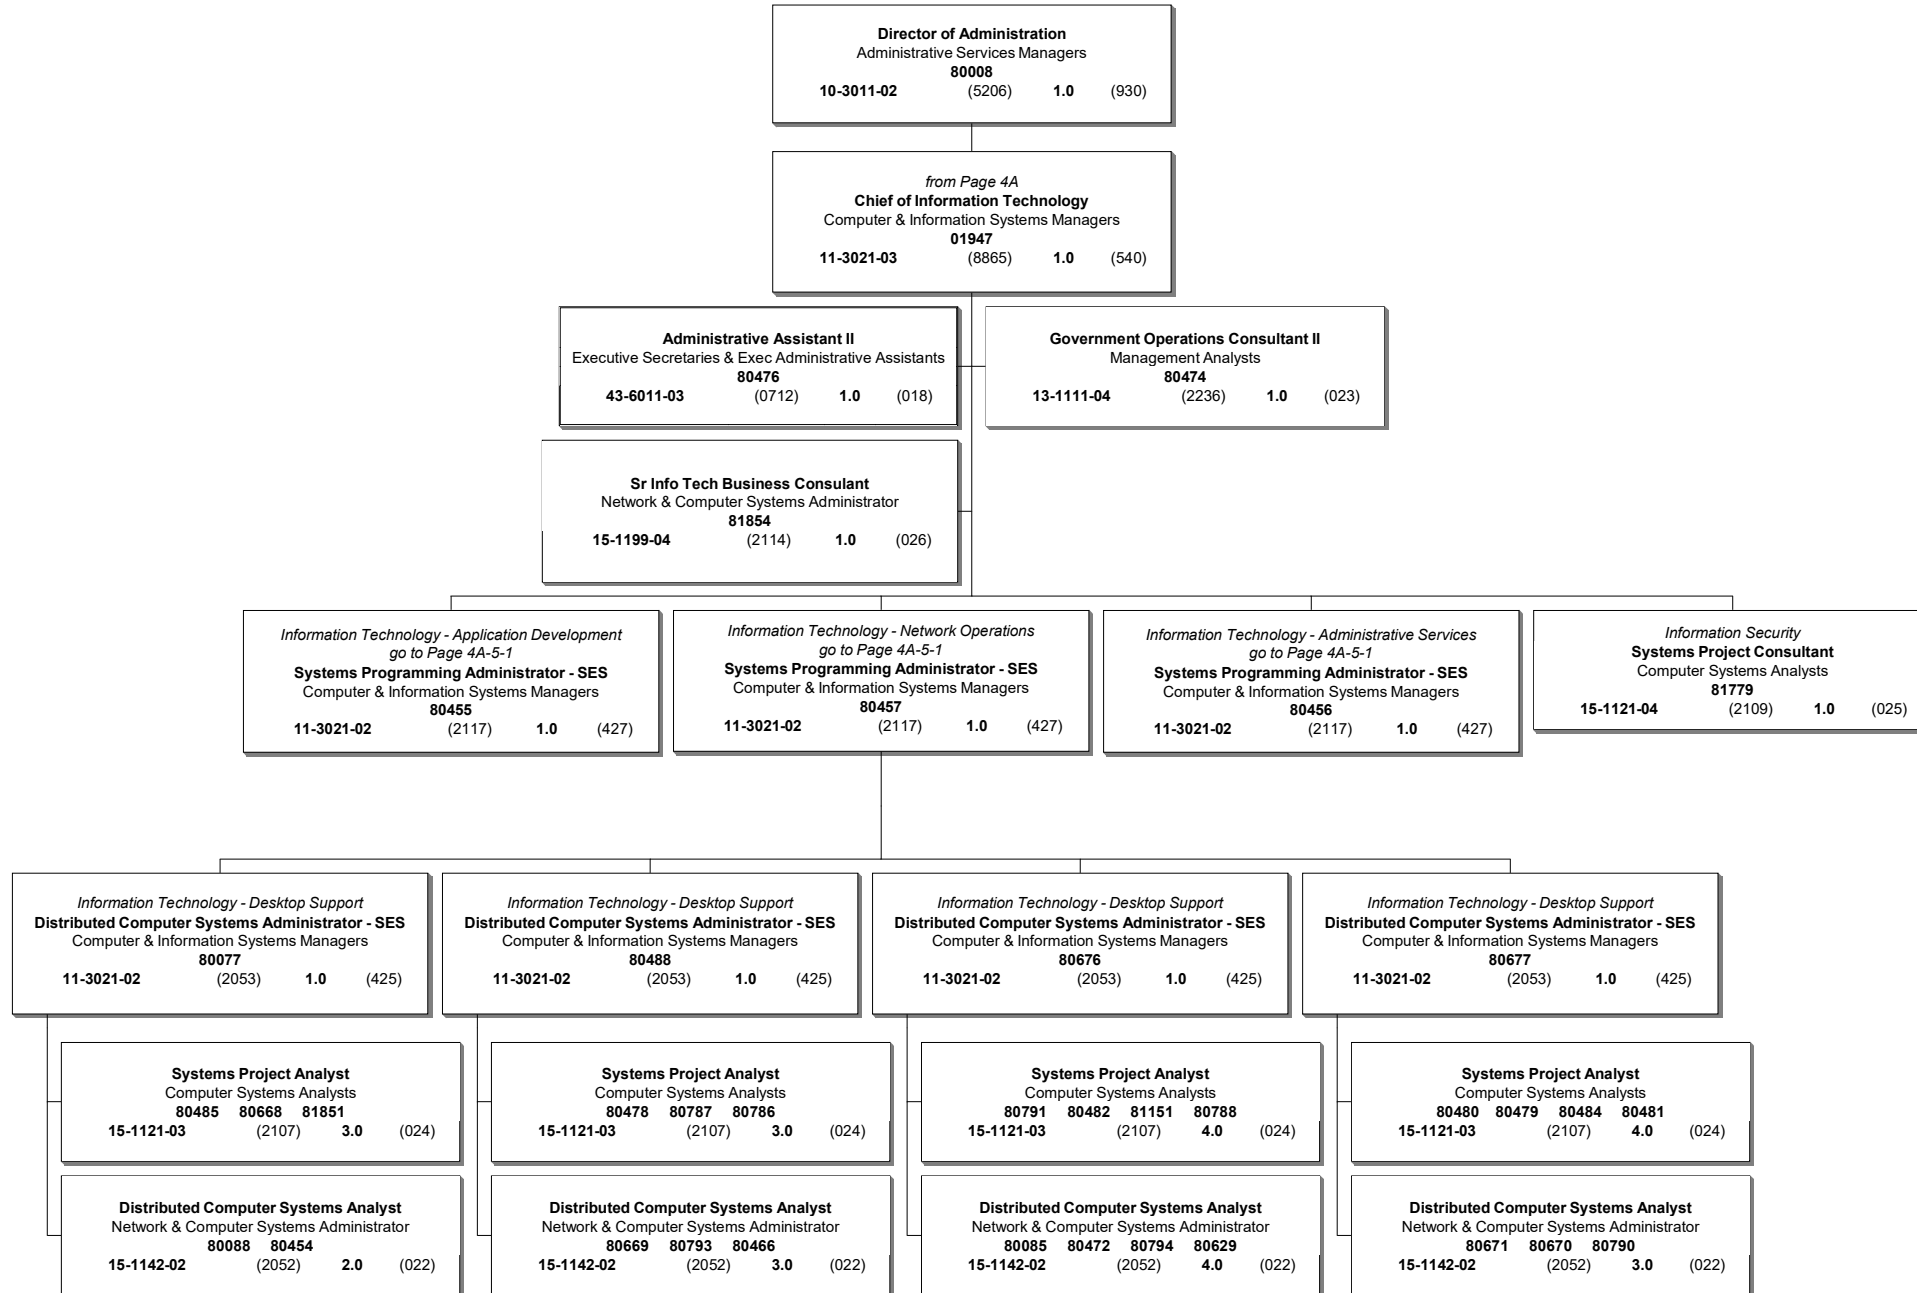 Director of Administration
Administrative Services Managers
80008
10-3011-02 (5206) 1.0 (930)
from Page 4A
Chief of Information Technology
Computer & Information Systems Managers
01947
11-3021-03 (8865) 1.0 (540)
Administrative Assistant II
Executive Secretaries & Exec Administrative Assistants
80476
43-6011-03 (0712) 1.0 (018)
Government Operations Consultant II
Management Analysts
80474
13-1111-04 (2236) 1.0 (023)
Sr Info Tech Business Consulant
Network & Computer Systems Administrator
81854
15-1199-04 (2114) 1.0 (026)
Information Technology - Application Development
go to Page 4A-5-1
Systems Programming Administrator - SES
Computer & Information Systems Managers
80455
11-3021-02 (2117) 1.0 (427)
Information Technology - Network Operations
go to Page 4A-5-1
Systems Programming Administrator - SES
Computer & Information Systems Managers
80457
11-3021-02 (2117) 1.0 (427)
Information Technology - Administrative Services
go to Page 4A-5-1
Systems Programming Administrator - SES
Computer & Information Systems Managers
80456
11-3021-02 (2117) 1.0 (427)
Information Security
Systems Project Consultant
Computer Systems Analysts
81779
15-1121-04 (2109) 1.0 (025)
Information Technology - Desktop Support
Distributed Computer Systems Administrator - SES
Computer & Information Systems Managers
80077
11-3021-02 (2053) 1.0 (425)
Information Technology - Desktop Support
Distributed Computer Systems Administrator - SES
Computer & Information Systems Managers
80488
11-3021-02 (2053) 1.0 (425)
Information Technology - Desktop Support
Distributed Computer Systems Administrator - SES
Computer & Information Systems Managers
80676
11-3021-02 (2053) 1.0 (425)
Information Technology - Desktop Support
Distributed Computer Systems Administrator - SES
Computer & Information Systems Managers
80677
11-3021-02 (2053) 1.0 (425)
Systems Project Analyst
Computer Systems Analysts
80485 80668 81851
15-1121-03 (2107) 3.0 (024)
Systems Project Analyst
Computer Systems Analysts
80478 80787 80786
15-1121-03 (2107) 3.0 (024)
Systems Project Analyst
Computer Systems Analysts
80791 80482 81151 80788
15-1121-03 (2107) 4.0 (024)
Systems Project Analyst
Computer Systems Analysts
80480 80479 80484 80481
15-1121-03 (2107) 4.0 (024)
Distributed Computer Systems Analyst
Network & Computer Systems Administrator
80088 80454
15-1142-02 (2052) 2.0 (022)
Distributed Computer Systems Analyst
Network & Computer Systems Administrator
80669 80793 80466
15-1142-02 (2052) 3.0 (022)
Distributed Computer Systems Analyst
Network & Computer Systems Administrator
80085 80472 80794 80629
15-1142-02 (2052) 4.0 (022)
Distributed Computer Systems Analyst
Network & Computer Systems Administrator
80671 80670 80790
15-1142-02 (2052) 3.0 (022)